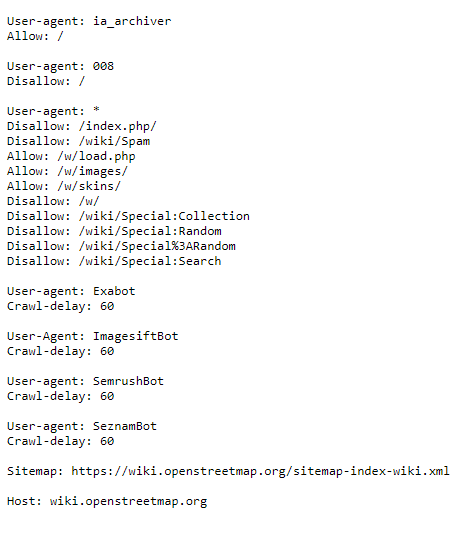 User-agent: ia_archiver
Allow: /

User-agent: 008
Disallow: /

User-agent: *
Disallow: /index.php/
Disallow: /wiki/Spam
Allow: /w/load.php
Allow: /w/images/
Allow: /w/skins/
Disallow: /w/
Disallow: /wiki/Special:Collection
Disallow: /wiki/Special:Random
Disallow: /wiki/Special%3ARandom
Disallow: /wiki/Special:Search

User-agent: Exabot
Crawl-delay: 60

User-Agent: ImagesiftBot
Crawl-delay: 60

User-agent: SemrushBot
Crawl-delay: 60

User-agent: SeznamBot
Crawl-delay: 60

Sitemap: https://wiki.openstreetmap.org/sitemap-index-wiki.xml

Host: wiki.openstreetmap.org